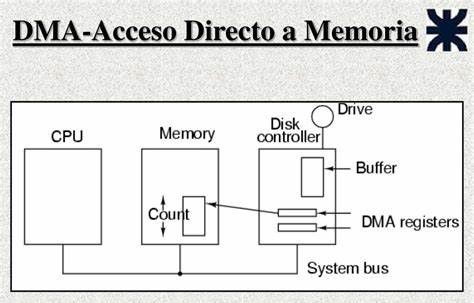 DMA-Acceso Directo a Memoria
CPU
Memory
Disk
controller
Drive
Buffer
Count
DMA registers
System bus